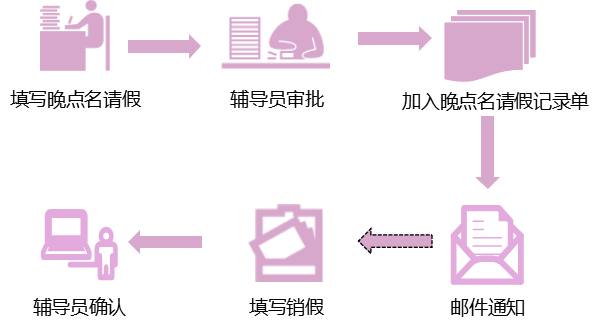 填写晚点名请假
辅导员审批
加入晚点名请假记录单
邮件通知
填写销假
辅导员确认